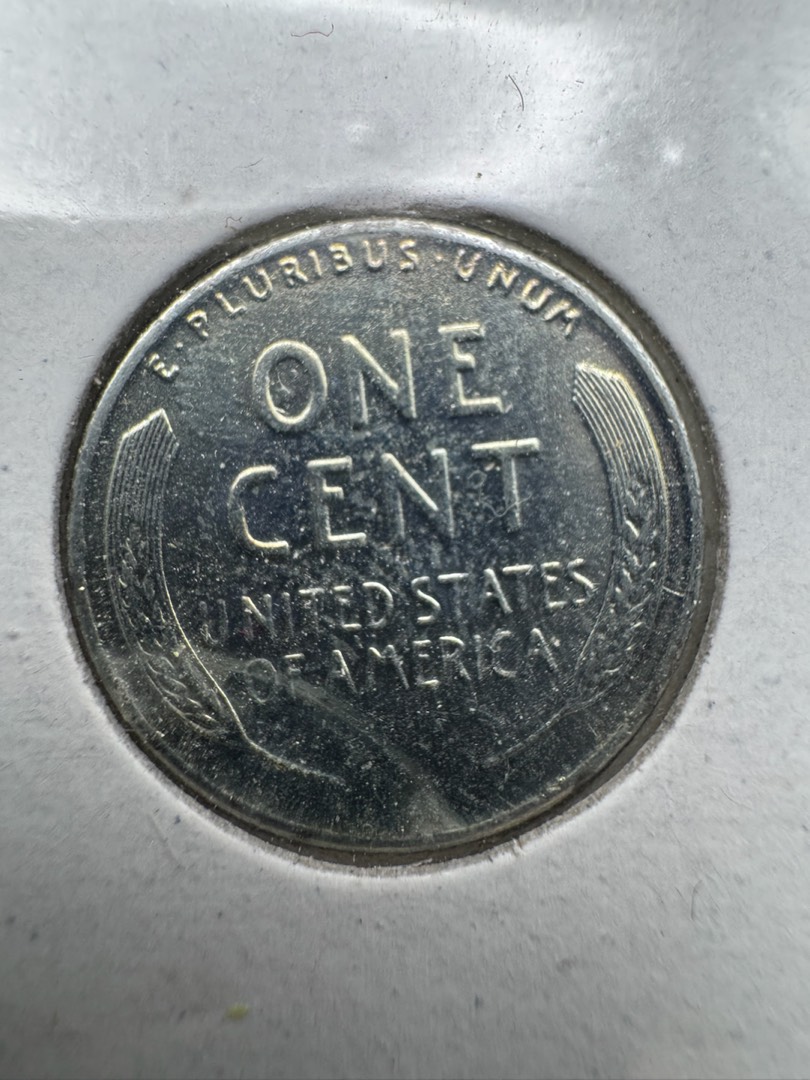 E·PLURIBUS·UNUM
ONE
CENT
UNITED STATES
OF AMERICA